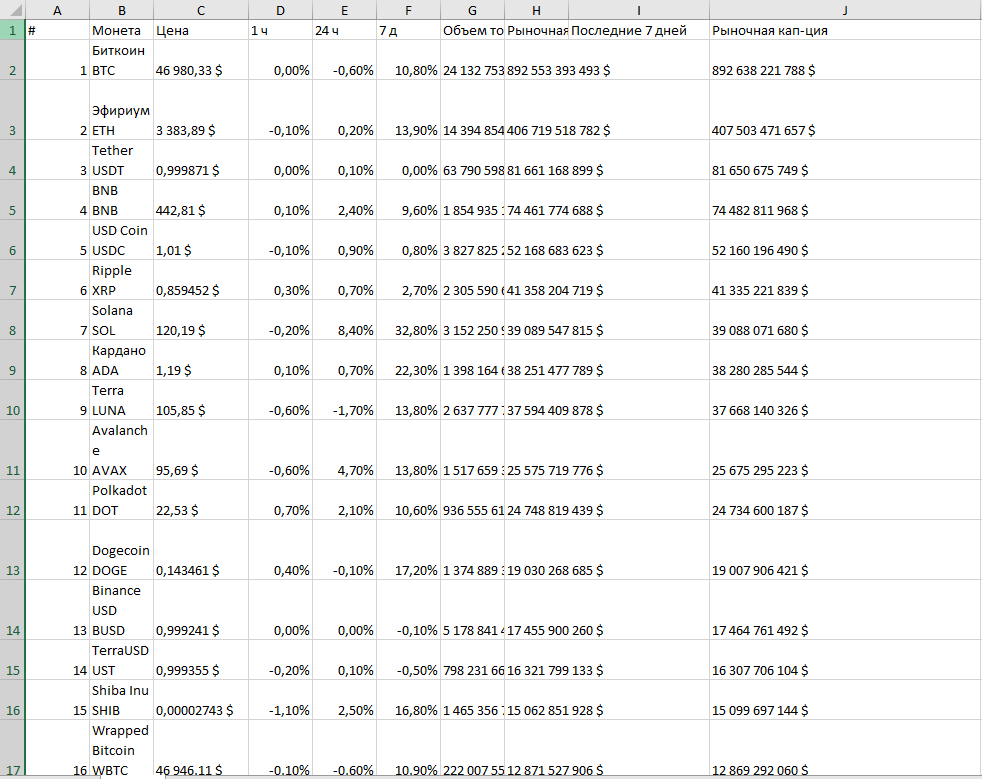 A B C D E F G H I J
1 # Монета Цена 1 ч 24 ч 7 д Объем то Рыночная Последние 7 дней Рыночная кап-ция
Биткоин
2 1 BTC 46 980,33 $ 0,00% -0,60% 10,80% 24 132 753 892 553 393 493 $ 892 638 221 788 $
Эфириум
3 2 ETH 3 383,89 $ -0,10% 0,20% 13,90% 14 394 854 406 719 518 782 $ 407 503 471 657 $
Tether
4 3 USDT 0,999871 $ 0,00% 0,10% 0,00% 63 790 598 81 661 168 899 $ 81 650 675 749 $
BNB
5 4 BNB 442,81 $ 0,10% 2,40% 9,60% 1 854 935 74 461 774 688 $ 74 482 811 968 $
USD Coin
6 5 USDC 1,01 $ -0,10% 0,90% 0,80% 3 827 825 52 168 683 623 $ 52 160 196 490 $
Ripple
7 6 XRP 0,859452 $ 0,30% 0,70% 2,70% 2 305 590 41 358 204 719 $ 41 335 221 839 $
Solana
8 7 SOL 120,19 $ -0,20% 8,40% 32,80% 3 152 250 39 089 547 815 $ 39 088 071 680 $
Кардано
9 8 ADA 1,19 $ 0,10% 0,70% 22,30% 1 398 164 38 251 477 789 $ 38 280 285 544 $
Terra
10 9 LUNA 105,85 $ -0,60% -1,70% 13,80% 2 637 777 37 594 409 878 $ 37 668 140 326 $
Avalanch
e
11 10 AVAX 95,69 $ -0,60% 4,70% 13,80% 1 517 659 25 575 719 776 $ 25 675 295 223 $
Polkadot
12 11 DOT 22,53 $ 0,70% 2,10% 10,60% 936 555 61 24 748 819 439 $ 24 734 600 187 $
Dogecoin
13 12 DOGE 0,143461 $ 0,40% -0,10% 17,20% 1 374 889 19 030 268 685 $ 19 007 906 421 $
Binance
USD
14 13 BUSD 0,999241 $ 0,00% 0,00% -0,10% 5 178 841 17 455 900 260 $ 17 464 761 492 $
TerraUSD
15 14 UST 0,999355 $ -0,20% 0,10% -0,50% 798 231 66 16 321 799 133 $ 16 307 706 104 $
Shiba Inu
16 15 SHIB 0,00002743 $ -1,10% 2,50% 16,80% 1 465 356 15 062 851 928 $ 15 099 697 144 $
Wrapped
Bitcoin
17 16 WBTC 46 946,11 $ -0,10% -0,60% 10,90% 222 007 55 12 871 527 906 $ 12 869 292 060 $